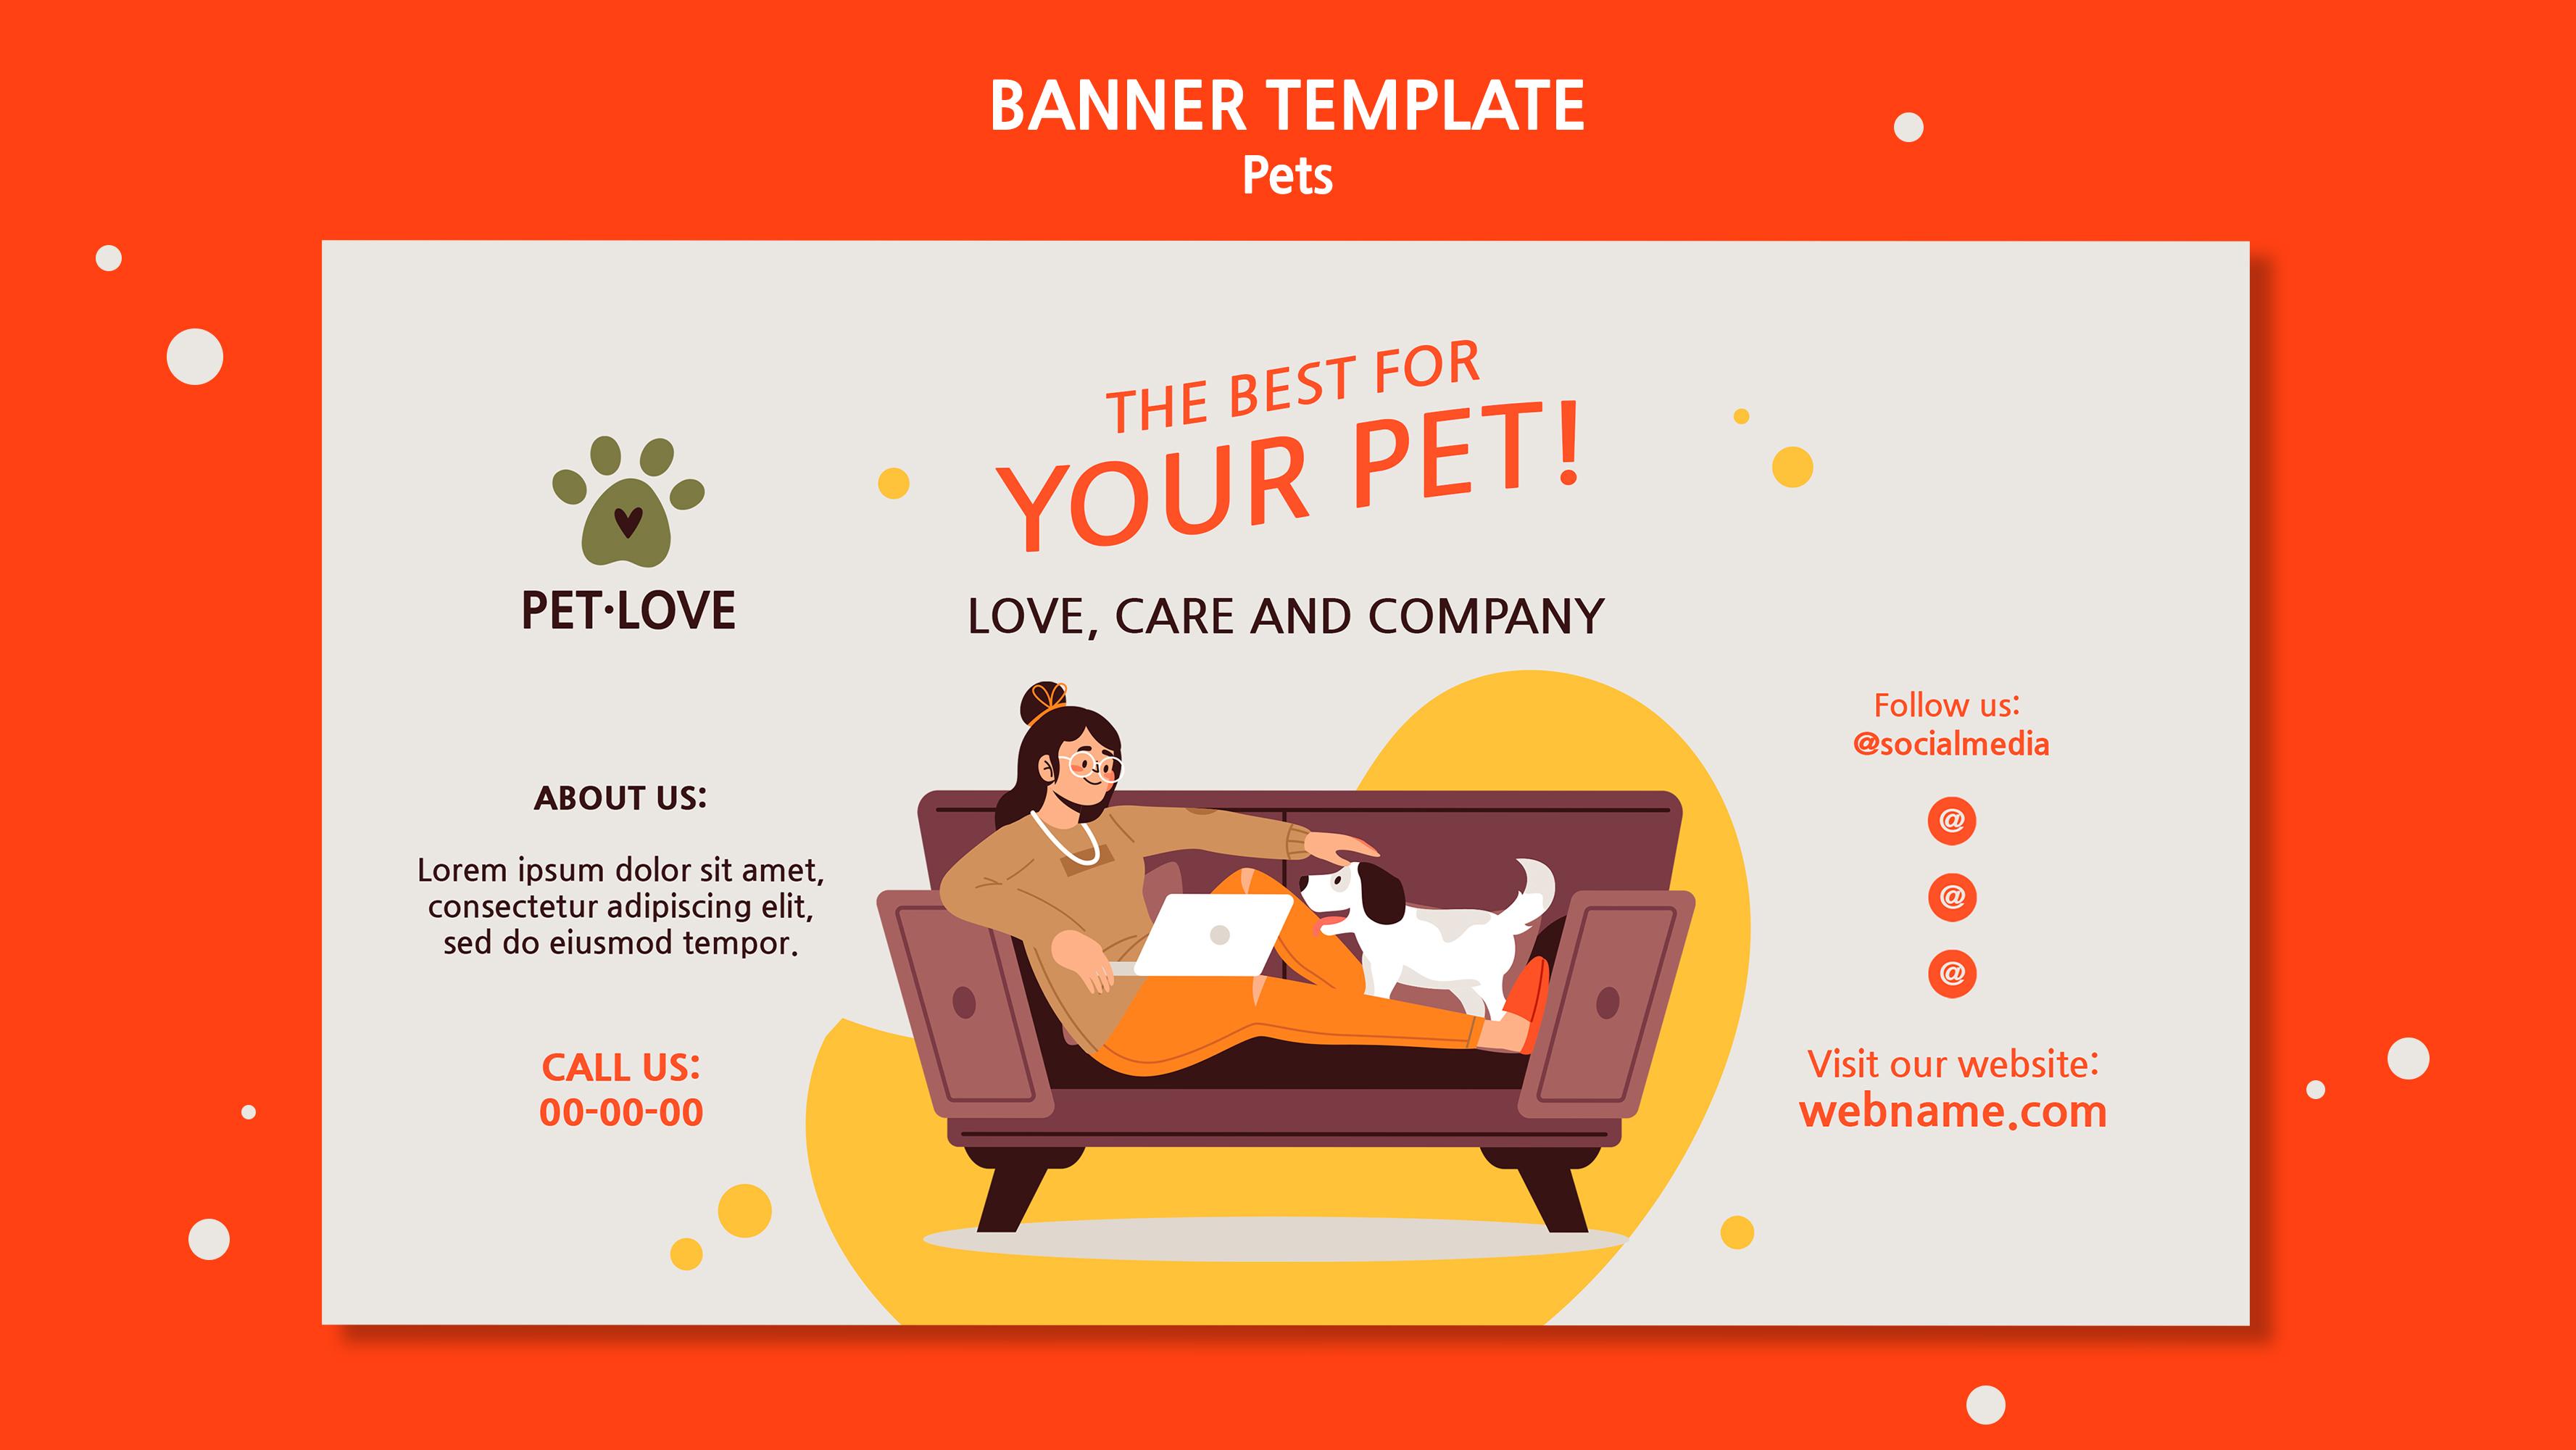 BANNER TEMPLATE
Pets
THE BEST FOR
YOUR PET!
LOVE, CARE AND COMPANY
PET·LOVE
ABOUT US:
Lorem ipsum dolor sit amet,
consectetur adipiscing elit,
sed do eiusmod tempor.
CALL US:
00-00-00
Follow us:
@socialmedia
@
@
@
Visit our website:
webname.com